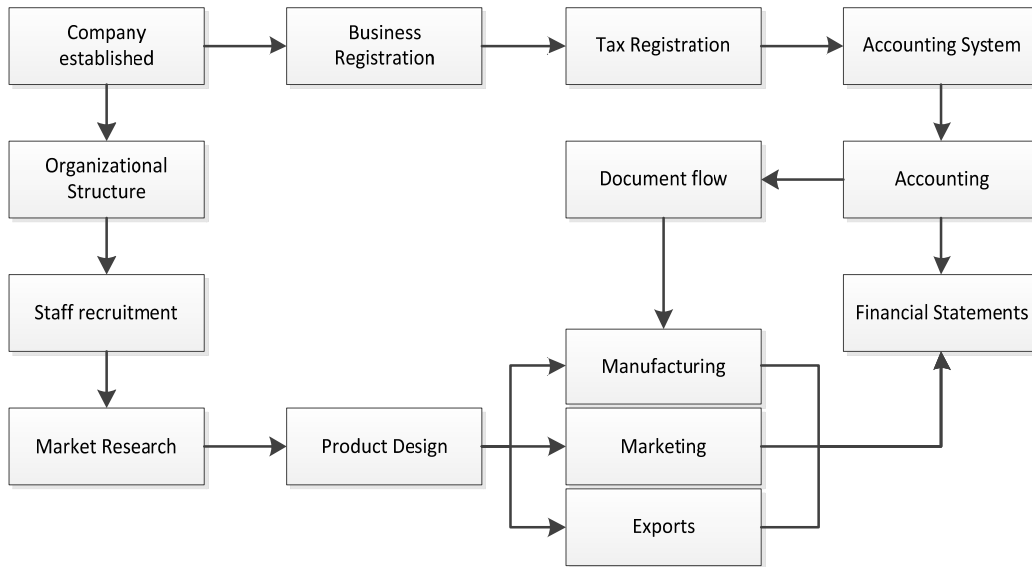 Company
established
Business
Registration
Tax Registration
Accounting System
Organizational
Structure
Document flow
Accounting
Staff recruitment
Financial Statements
Manufacturing
Market Research
Product Design
Marketing
Exports